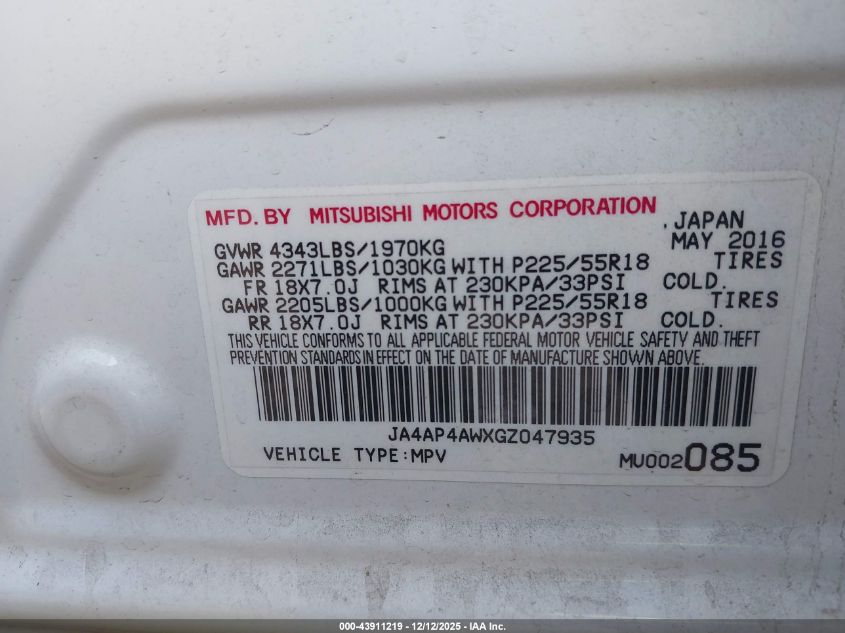 MFD. BY MITSUBISHI MOTORS CORPORATION , JAPAN
GVWR 4343LBS/1970KG MAY 2016
GAWR 2271LBS/1030KG WITH P225/55R18 TIRES
FR 18X7.0J RIMS AT 230KPA/33PSI COLD.
GAWR 2205LBS/1000KG WITH P225/55R18 TIRES
RR 18X7.0J RIMS AT 230KPA/33PSI COLD.
THIS VEHICLE CONFORMS TO ALL APPLICABLE FEDERAL MOTOR VEHICLE SAFETY AND THEFT
PREVENTION STANDARDS IN EFFECT ON THE DATE OF MANUFACTURE SHOWN ABOVE.
JA4AP4AWXGZ047935
VEHICLE TYPE:MPV MU002085
000-43911219 - 12/12/2025 - IAA Inc.